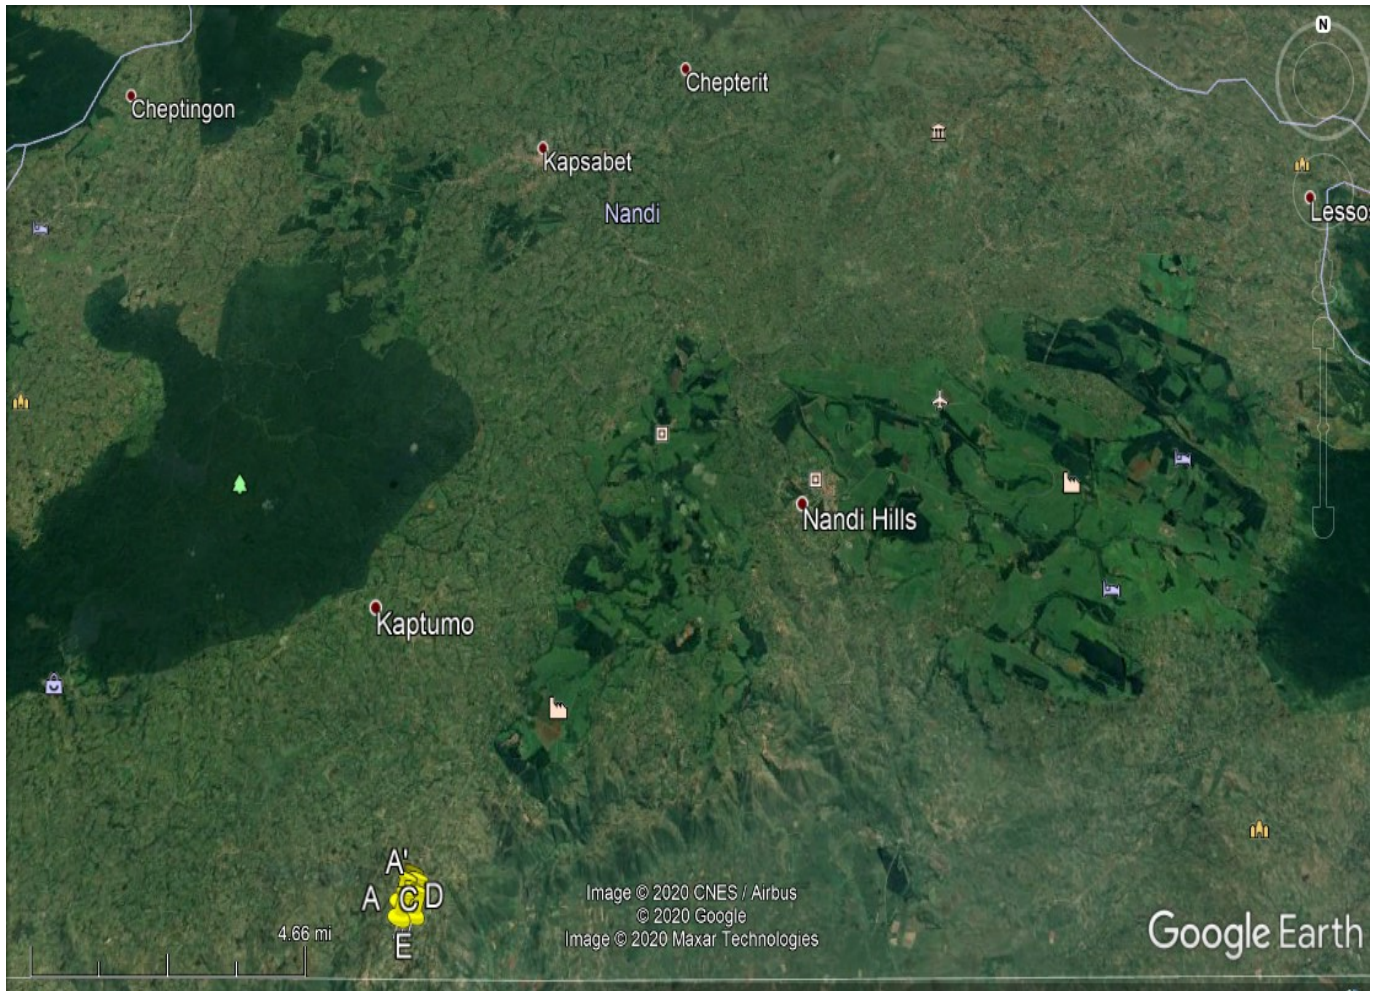 N
Chepterit
Cheptingon
Kapsabet
Nandi
Lessos
Nandi Hills
Kaptumo
A'
A C D
E
4.66 mi
Image © 2020 CNES / Airbus
© 2020 Google
Image © 2020 Maxar Technologies
Google Earth